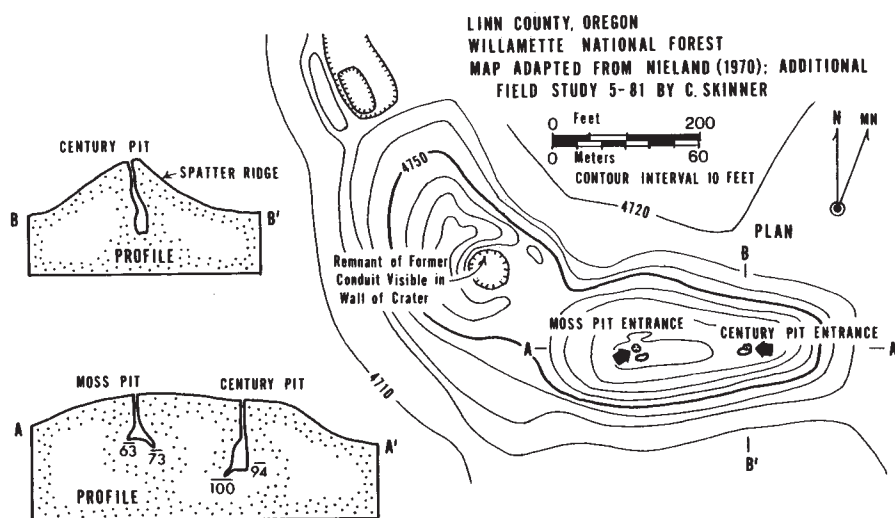 LINN COUNTY, OREGON
WILLAMETTE NATIONAL FOREST
MAP ADAPTED FROM NIELAND (1970); ADDITIONAL
FIELD STUDY 5-81 BY C. SKINNER
0 Feet 200
0 Meters 60
CONTOUR INTERVAL 10 FEET
N MN
CENTURY PIT
SPATTER RIDGE
B B'
PROFILE
4750
4720
PLAN
B
Remnant of Former
Conduit Visible in
Wall of Crater
MOSS PIT ENTRANCE
CENTURY PIT ENTRANCE
A A
4710
B'
MOSS PIT
CENTURY PIT
A A'
63 73
100 94
PROFILE